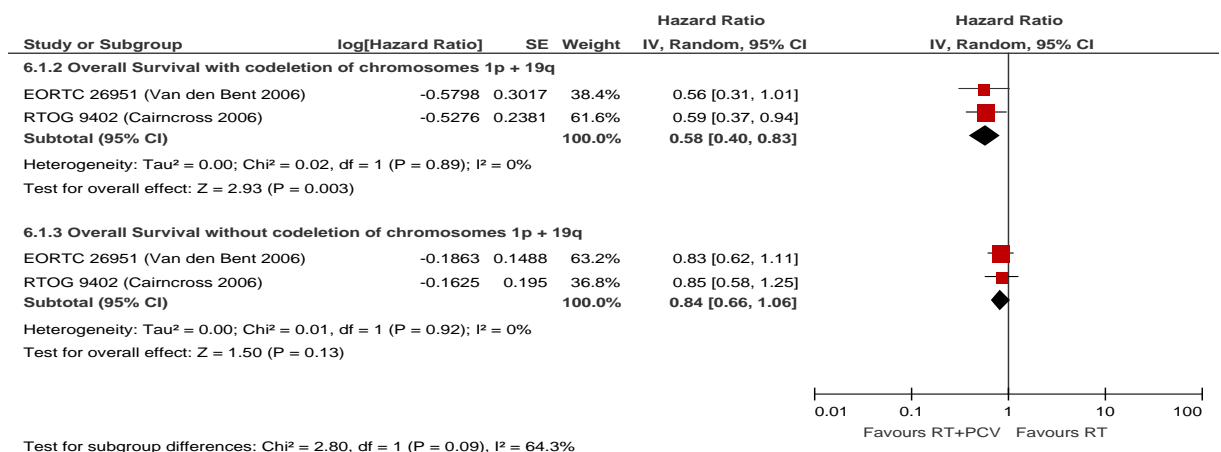 Hazard Ratio Hazard Ratio
Study or Subgroup log[Hazard Ratio] SE Weight IV, Random, 95% CI IV, Random, 95% CI
6.1.2 Overall Survival with codeletion of chromosomes 1p + 19q
EORTC 26951 (Van den Bent 2006) -0.5798 0.3017 38.4% 0.56 [0.31, 1.01]
RTOG 9402 (Cairncross 2006) -0.5276 0.2381 61.6% 0.59 [0.37, 0.94]
Subtotal (95% CI) 100.0% 0.58 [0.40, 0.83]
Heterogeneity: Tau² = 0.00; Chi² = 0.02, df = 1 (P = 0.89); I² = 0%
Test for overall effect: Z = 2.93 (P = 0.003)
6.1.3 Overall Survival without codeletion of chromosomes 1p + 19q
EORTC 26951 (Van den Bent 2006) -0.1863 0.1488 63.2% 0.83 [0.62, 1.11]
RTOG 9402 (Cairncross 2006) -0.1625 0.195 36.8% 0.85 [0.58, 1.25]
Subtotal (95% CI) 100.0% 0.84 [0.66, 1.06]
Heterogeneity: Tau² = 0.00; Chi² = 0.01, df = 1 (P = 0.92); I² = 0%
Test for overall effect: Z = 1.50 (P = 0.13)
0.01 0.1 1 10 100
Favours RT+PCV Favours RT
Test for subgroup differences: Chi² = 2.80, df = 1 (P = 0.09), I² = 64.3%